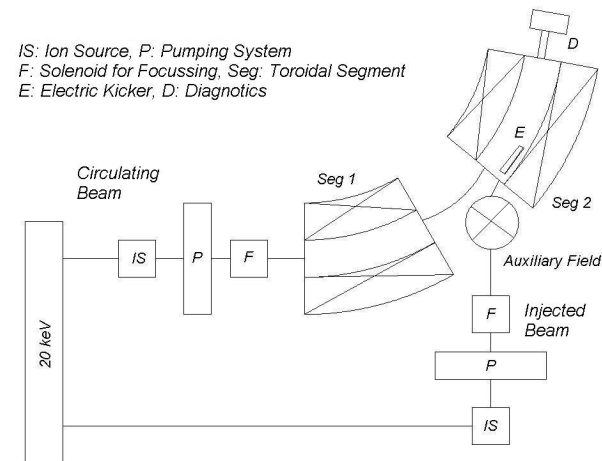 IS: Ion Source, P: Pumping System
F: Solenoid for Focussing, Seg: Toroidal Segment
E: Electric Kicker, D: Diagnotics
D
E
Circulating
Beam
Seg 1
Seg 2
IS
P
F
Auxiliary Field
20 keV
F
Injected
Beam
P
IS